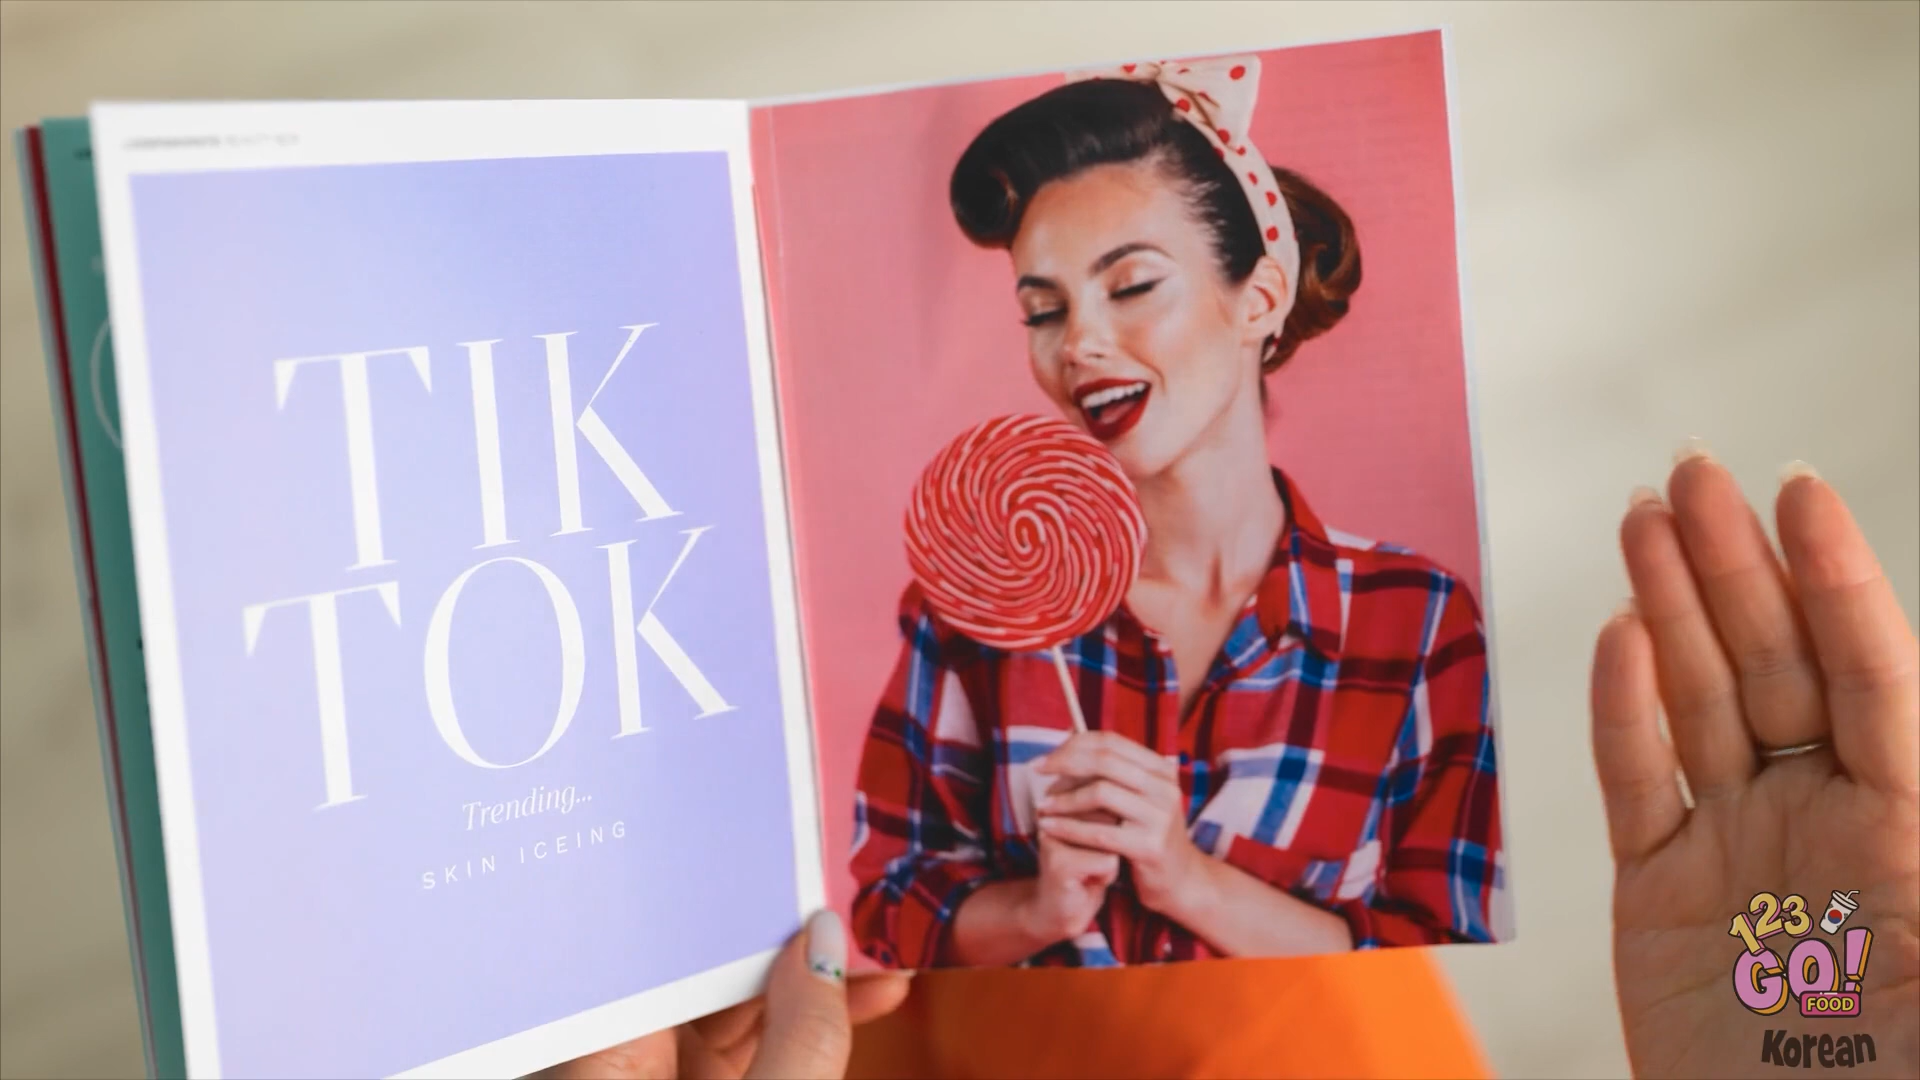 TIK
TOK
Trending...
SKIN ICEING
123
GO!
FOOD
Korean